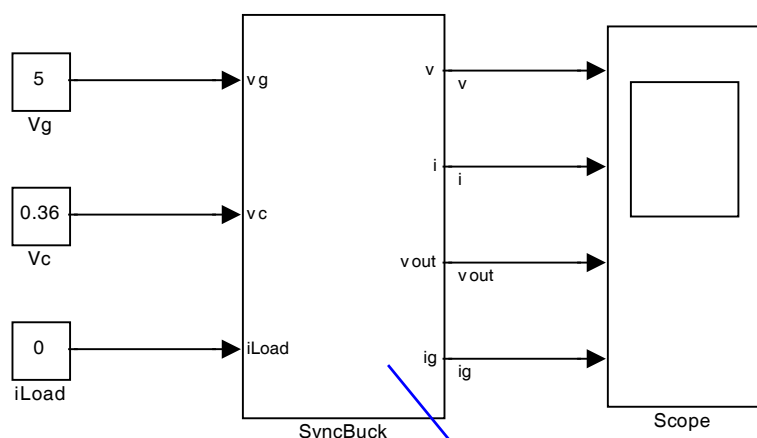 5
Vg
0.36
Vc
0
iLoad
vg
vc
iLoad
v
i
vout
ig
SyncBuck
v
i
vout
ig
Scope